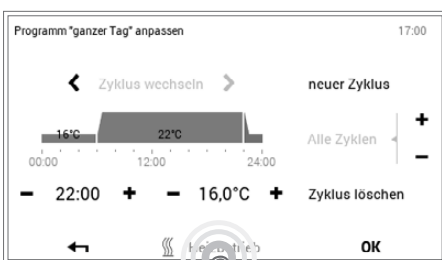 Programm "ganzer Tag" anpassen 17:00
Zyklus wechseln neuer Zyklus
16°C 22°C
Alle Zyklen
00:00 12:00 24:00
22:00 16,0°C Zyklus löschen
OK